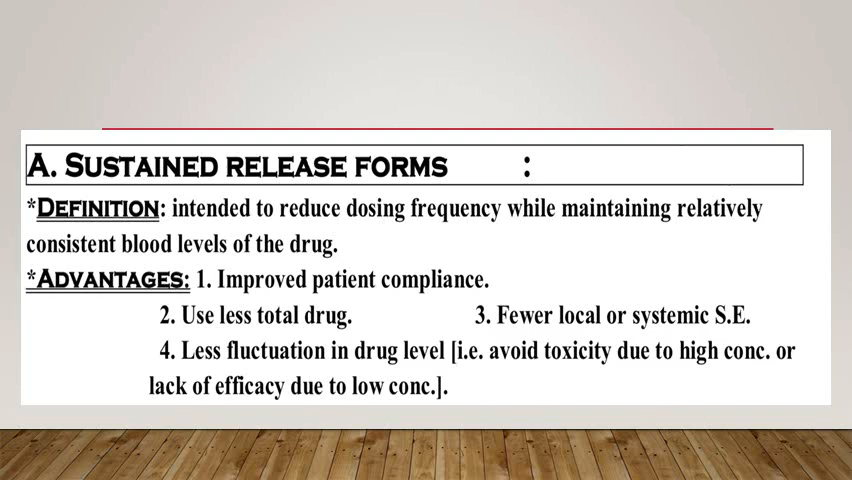 A. SUSTAINED RELEASE FORMS :
*DEFINITION: intended to reduce dosing frequency while maintaining relatively
consistent blood levels of the drug.
*ADVANTAGES: 1. Improved patient compliance.
2. Use less total drug. 3. Fewer local or systemic S.E.
4. Less fluctuation in drug level [i.e. avoid toxicity due to high conc. or
lack of efficacy due to low conc.].